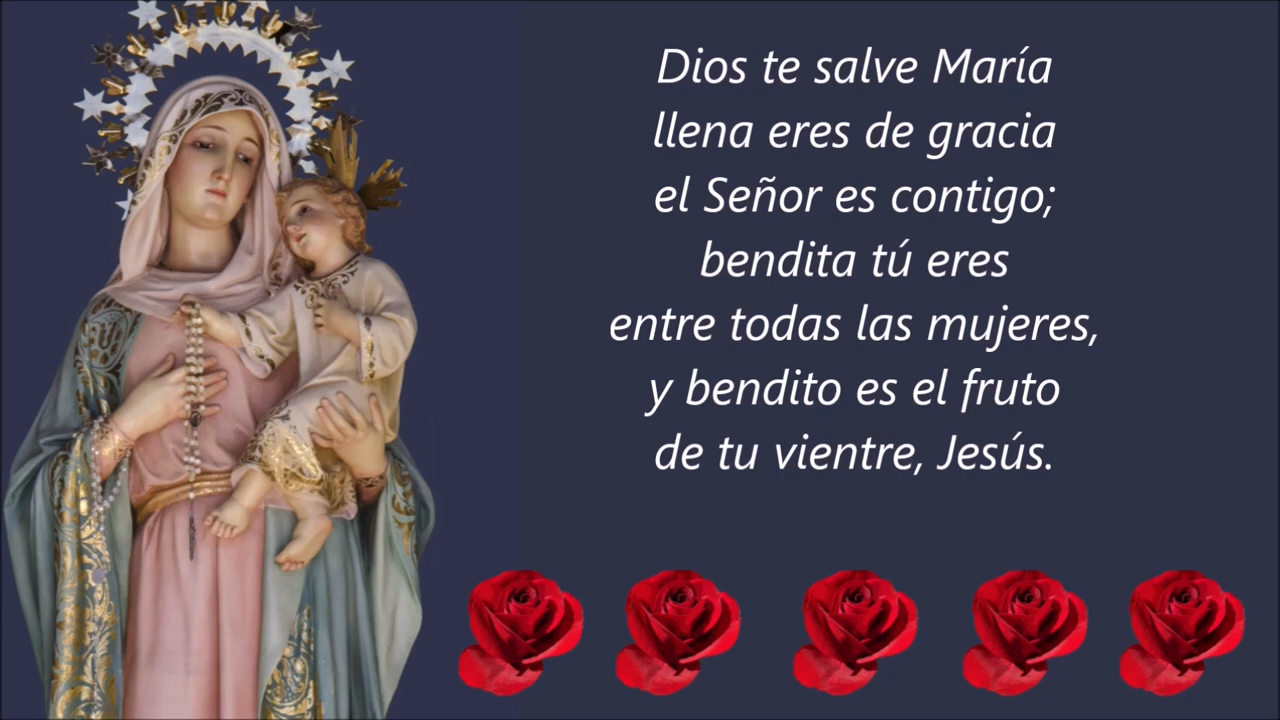 Dios te salve María
llena eres de gracia
el Señor es contigo;
bendita tú eres
entre todas las mujeres,
y bendito es el fruto
de tu vientre, Jesús.